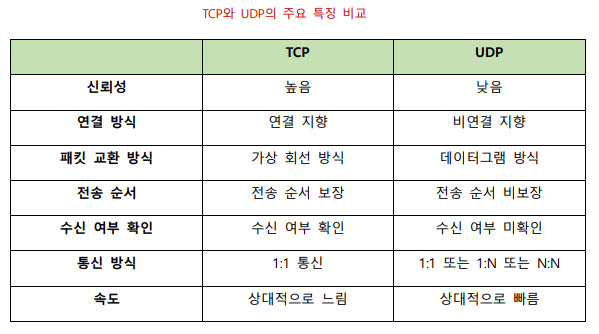 TCP와 UDP의 주요 특징 비교
TCP UDP
신뢰성 높음 낮음
연결 방식 연결 지향 비연결 지향
패킷 교환 방식 가상 회선 방식 데이터그램 방식
전송 순서 전송 순서 보장 전송 순서 비보장
수신 여부 확인 수신 여부 확인 수신 여부 미확인
통신 방식 1:1 통신 1:1 또는 1:N 또는 N:N
속도 상대적으로 느림 상대적으로 빠름